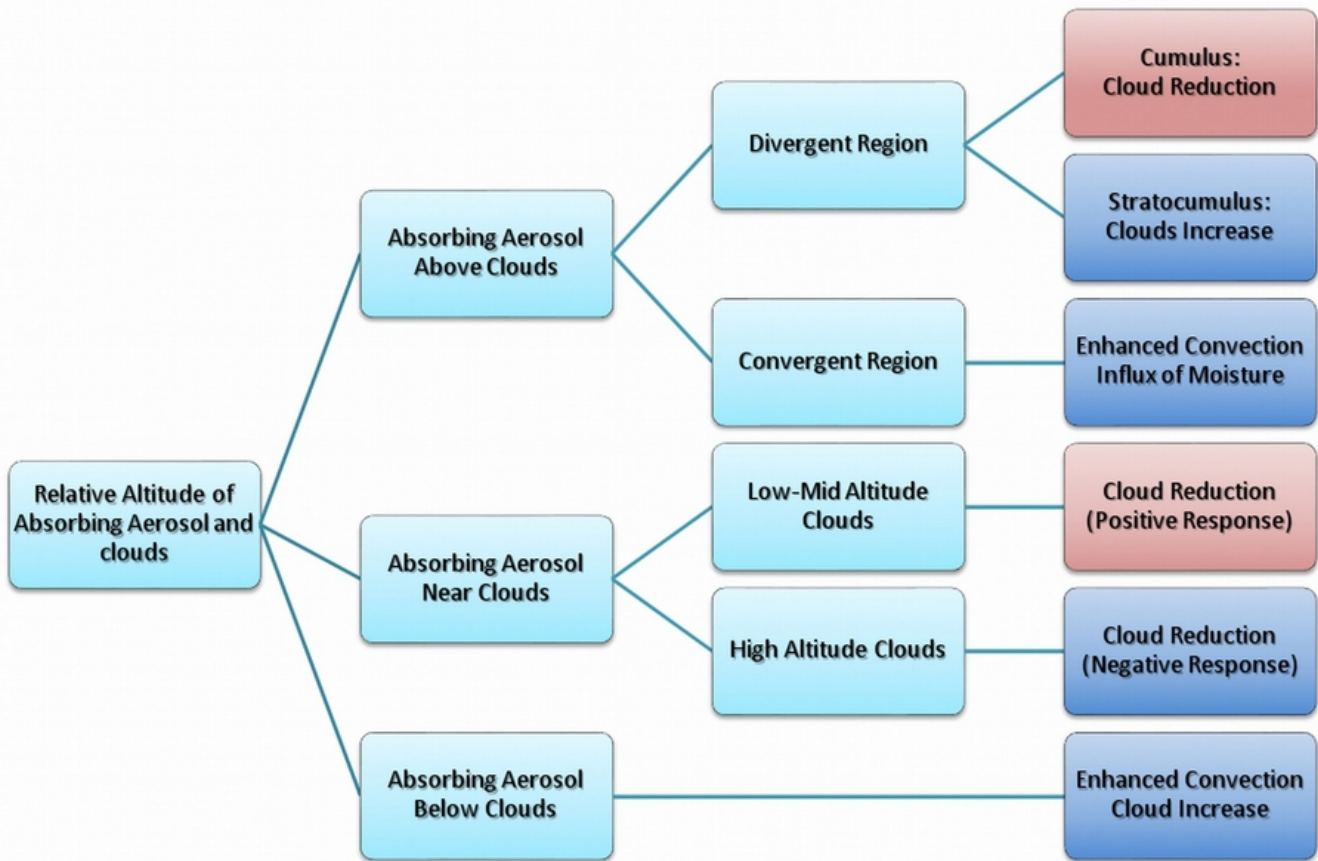 Relative Altitude of
Absorbing Aerosol and
clouds
Absorbing Aerosol
Above Clouds
Divergent Region
Cumulus:
Cloud Reduction
Stratocumulus:
Clouds Increase
Convergent Region
Enhanced Convection
Influx of Moisture
Absorbing Aerosol
Near Clouds
Low-Mid Altitude
Clouds
Cloud Reduction
(Positive Response)
High Altitude Clouds
Cloud Reduction
(Negative Response)
Absorbing Aerosol
Below Clouds
Enhanced Convection
Cloud Increase